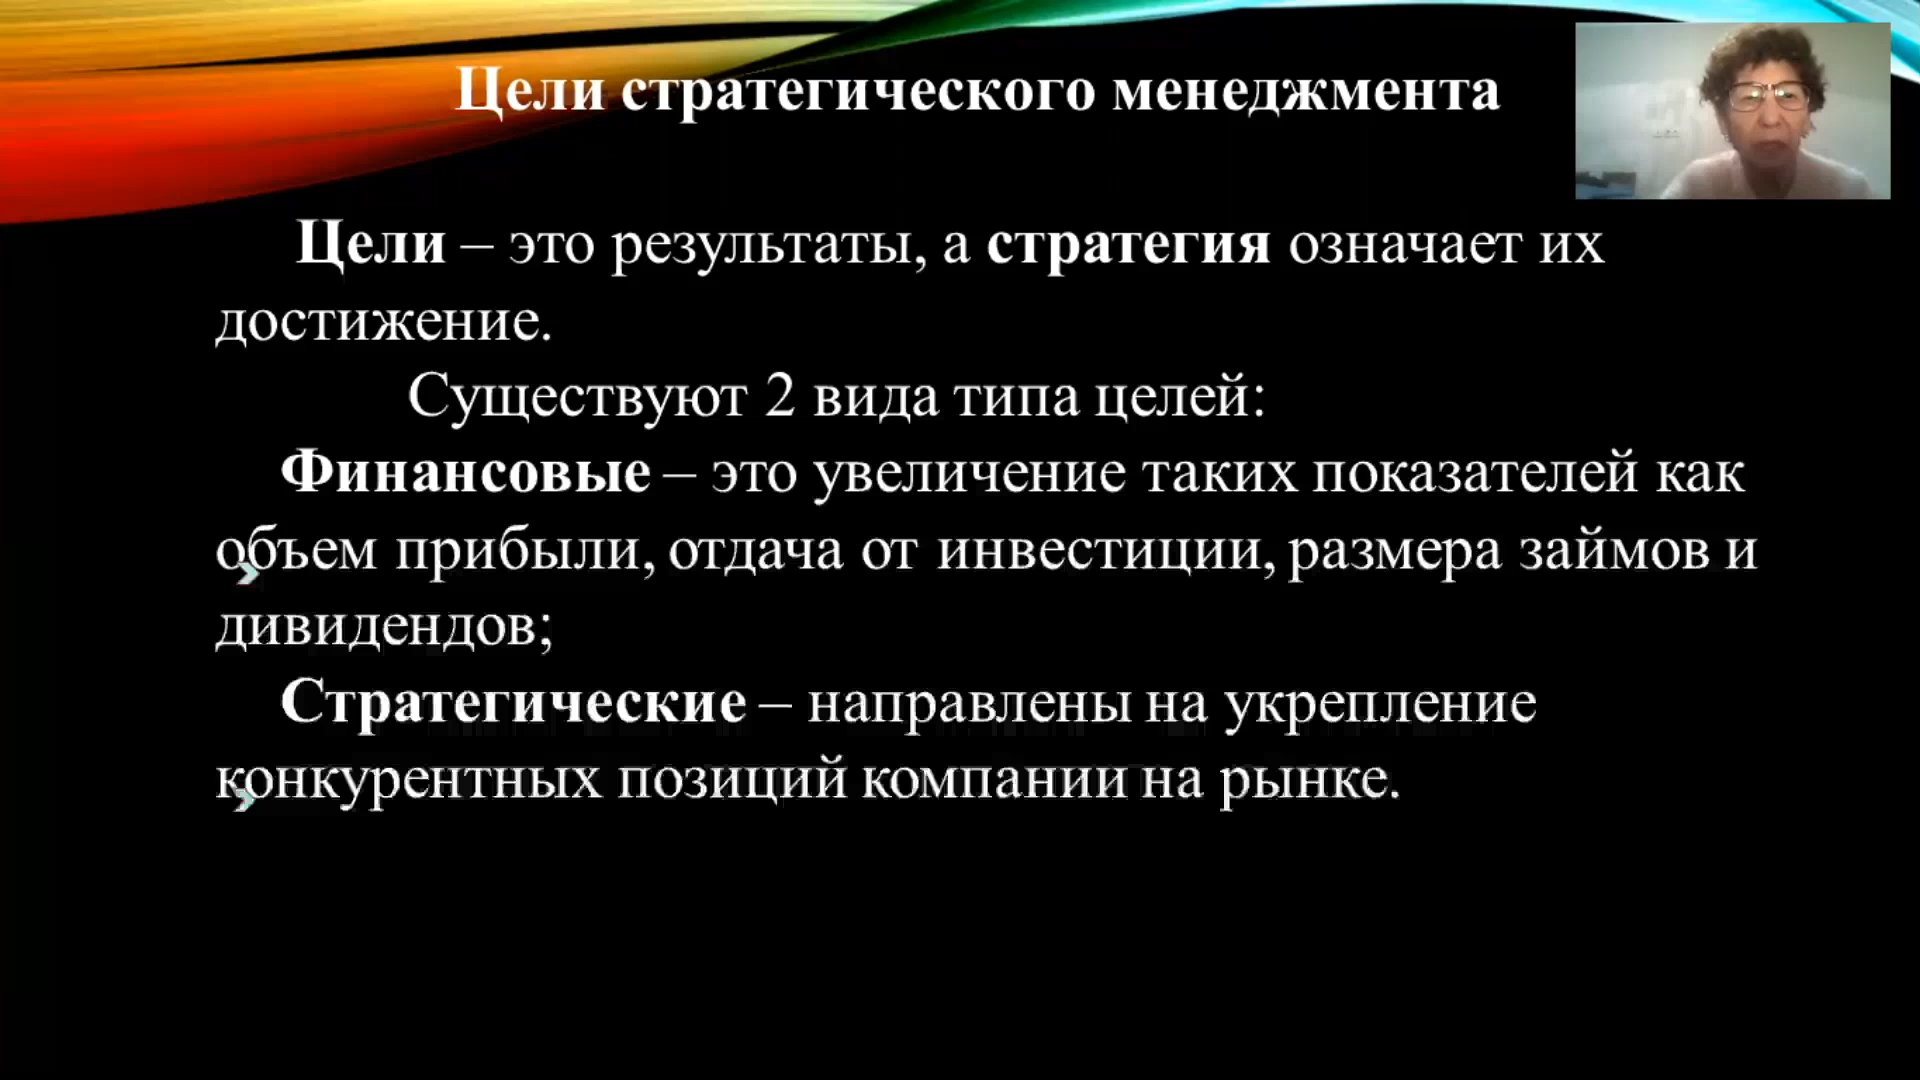 Цели стратегического менеджмента
Цели – это результаты, а стратегия означает их
достижение.
Существуют 2 вида типа целей:
Финансовые – это увеличение таких показателей как
объем прибыли, отдача от инвестиции, размера займов и
дивидендов;
Стратегические – направлены на укрепление
конкурентных позиций компании на рынке.